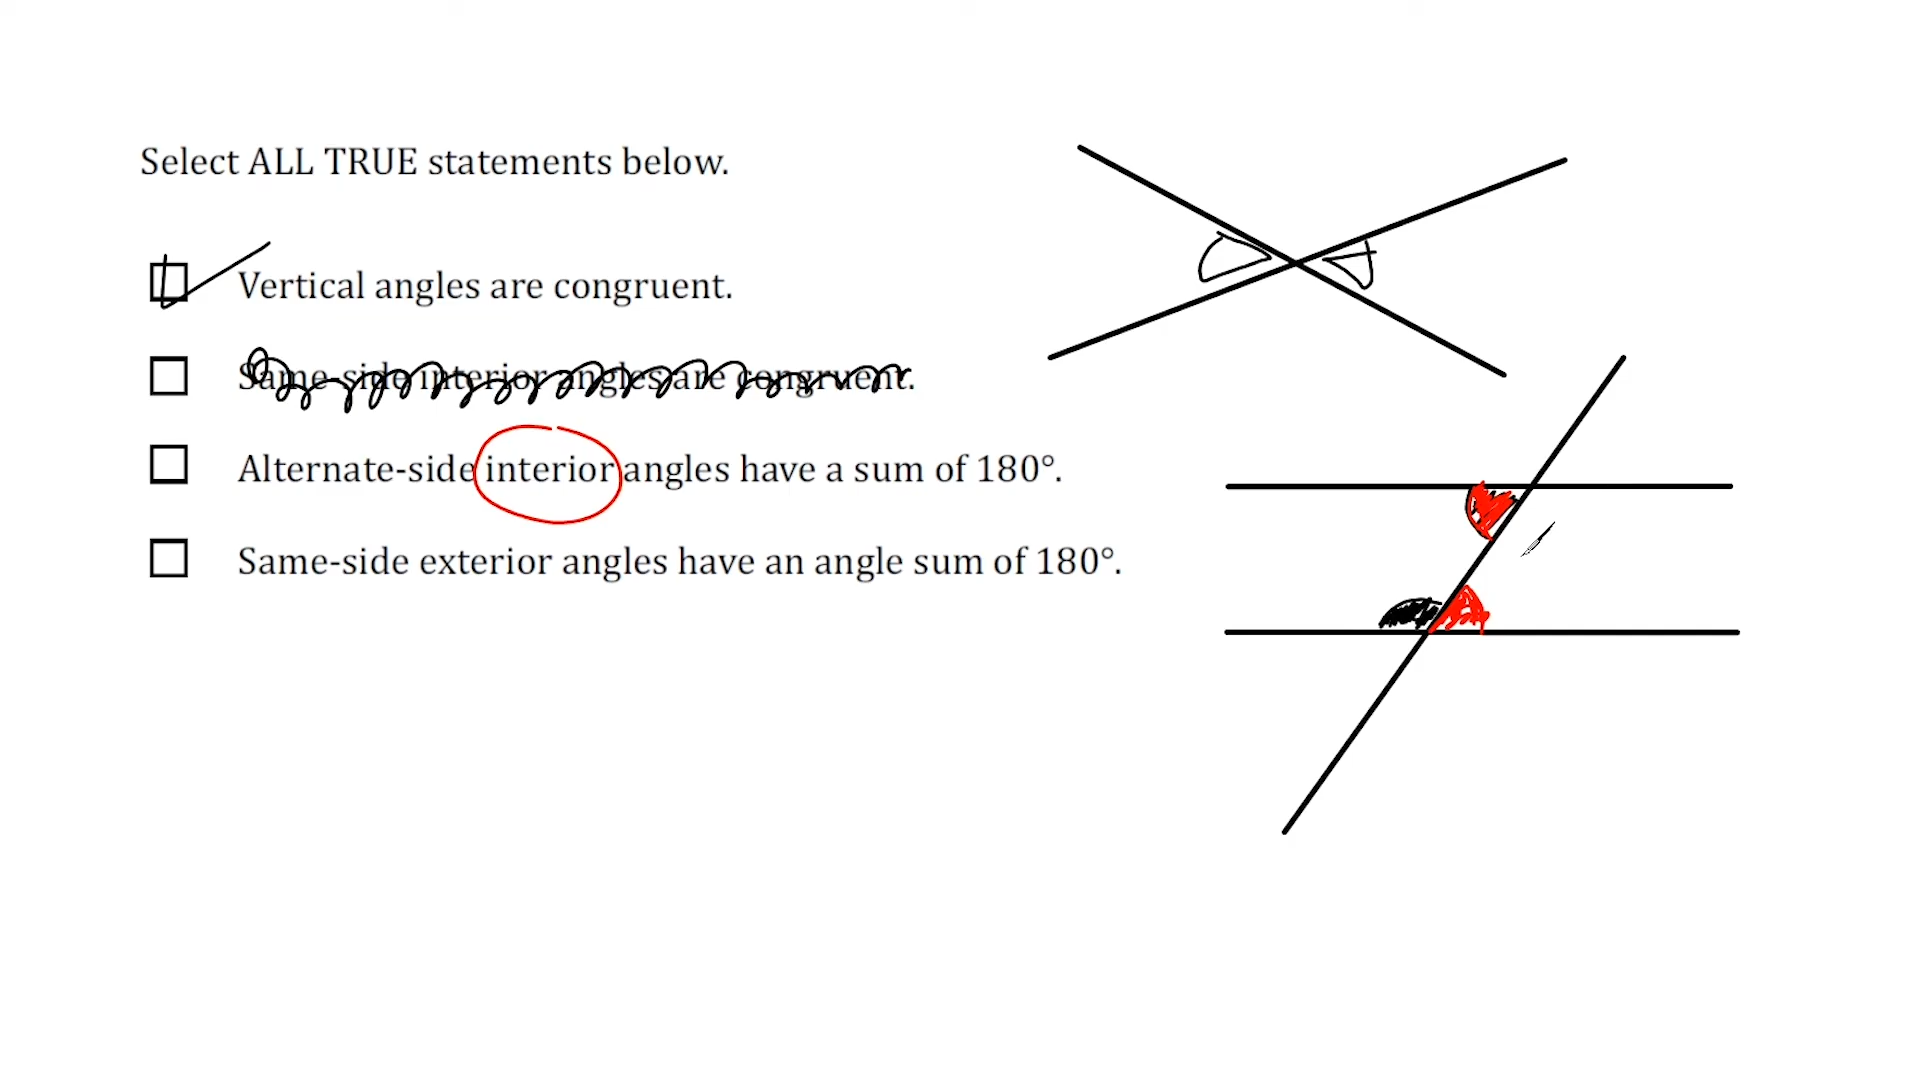 Select ALL TRUE statements below.
Vertical angles are congruent.
Same-side interior angles are congruent.
Alternate-side interior angles have a sum of 180°.
Same-side exterior angles have an angle sum of 180°.